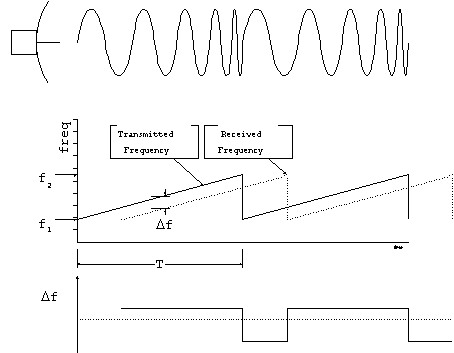 freq
Transmitted
Frequency
Received
Frequency
f2
Δf
f1
T
Δf